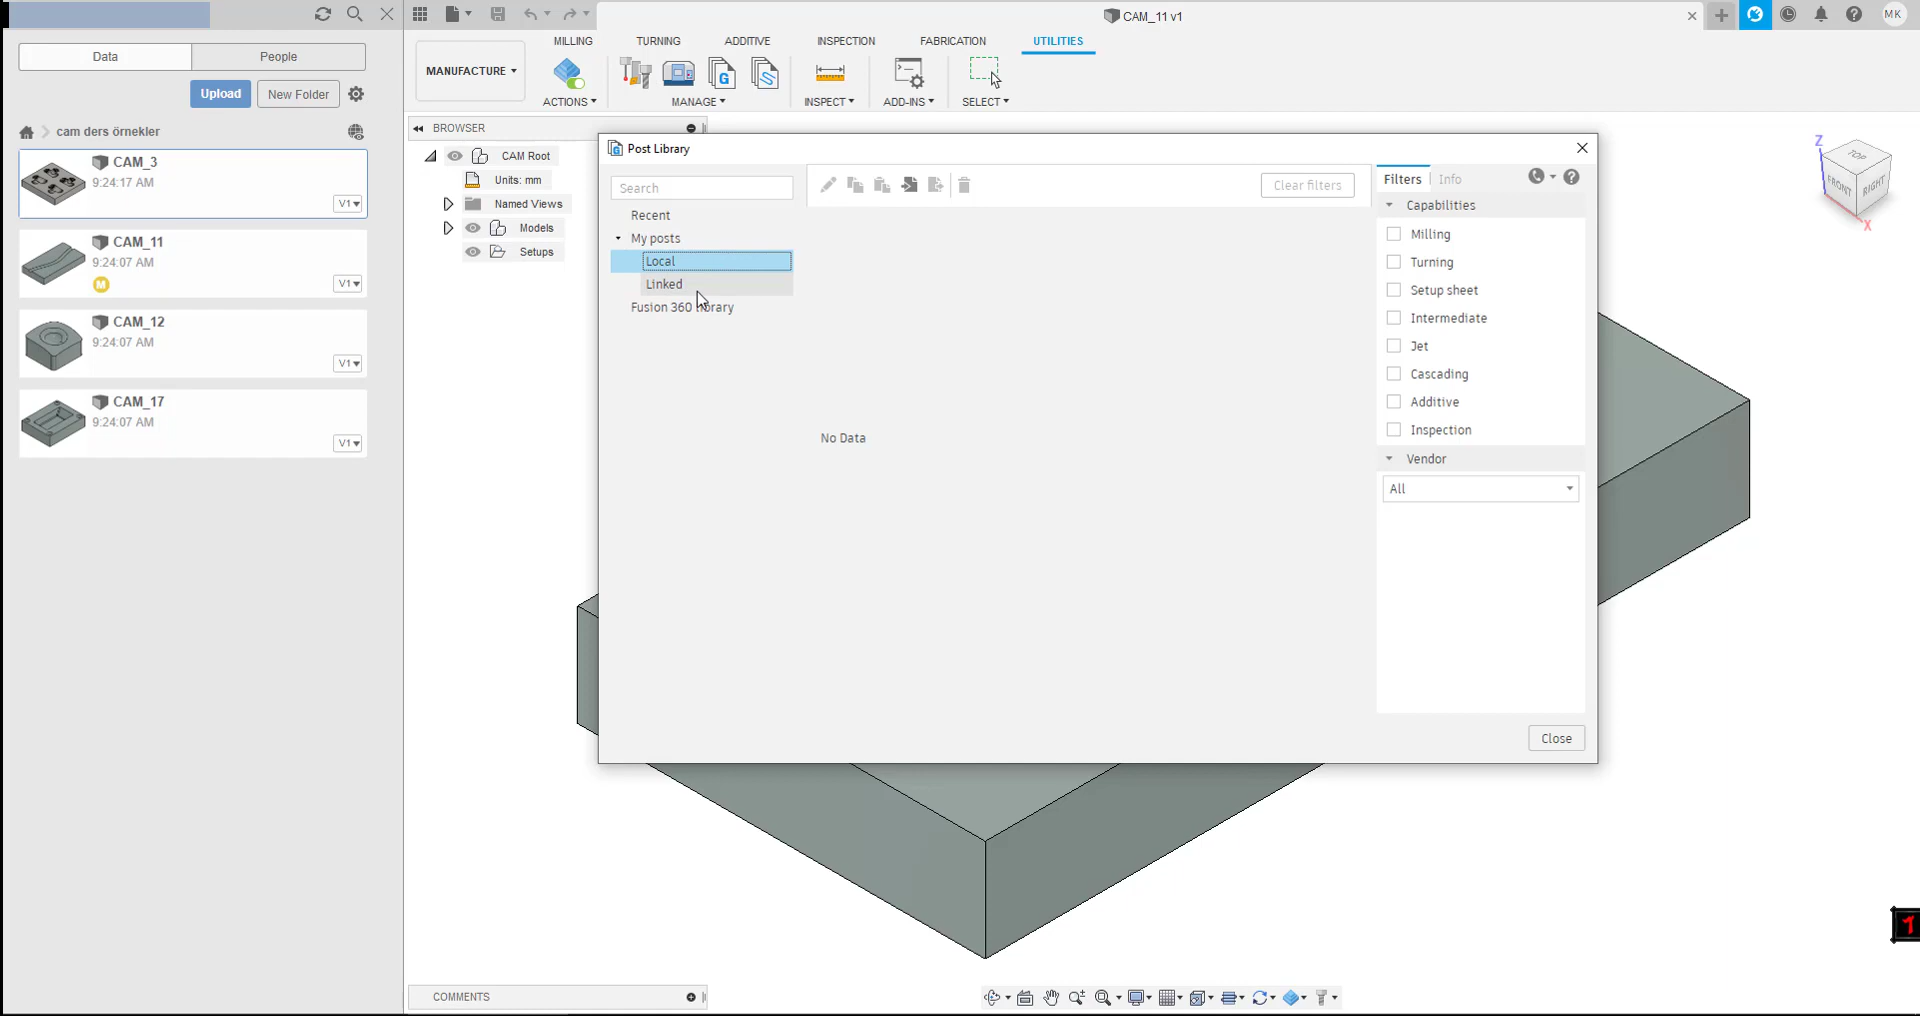 CAM_11 v1
MK
Data
People
Upload
New Folder
cam ders örnekler
CAM_3
9:24:17 AM
V1
CAM_11
9:24:07 AM
M
V1
CAM_12
9:24:07 AM
V1
CAM_17
9:24:07 AM
V1
MILLING
TURNING
ADDITIVE
INSPECTION
FABRICATION
UTILITIES
MANUFACTURE
ACTIONS
MANAGE
INSPECT
ADD-INS
SELECT
BROWSER
CAM Root
Units: mm
Named Views
Models
Setups
Post Library
Search
Recent
My posts
Local
Linked
Fusion 360 library
Clear filters
No Data
Filters
Info
Capabilities
Milling
Turning
Setup sheet
Intermediate
Jet
Cascading
Additive
Inspection
Vendor
All
Close
Z
TOP
FRONT
RIGHT
X
1
COMMENTS